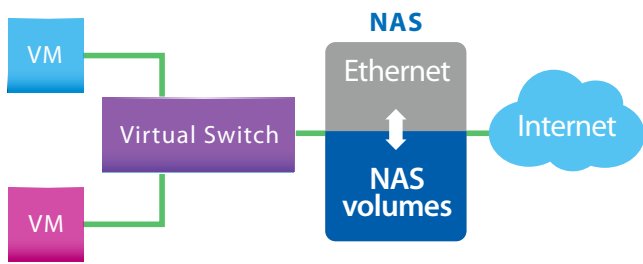 VM
Virtual Switch
VM
NAS
Ethernet
NAS
volumes
Internet